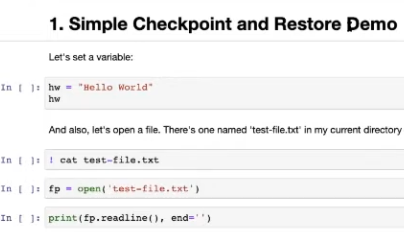 1. Simple Checkpoint and Restore Demo
Let's set a variable:
In [ ]: hw = "Hello World"
hw
And also, let's open a file. There's one named 'test-file.txt' in my current directory
In [ ]: ! cat test-file.txt
In [ ]: fp = open('test-file.txt')
In [ ]: print(fp.readline(), end='')